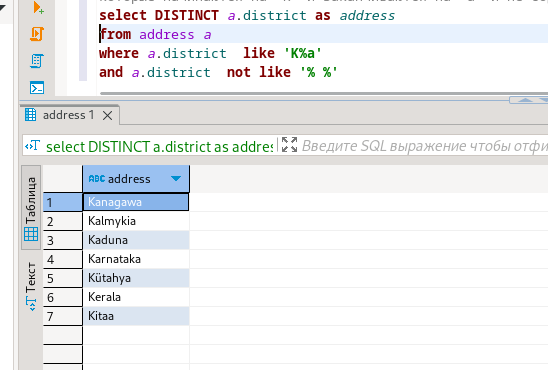 select DISTINCT a.district as address
from address a
where a.district  like 'K%a'
and a.district  not like '% %'
address 1
select DISTINCT a.district as addres
Введите SQL выражение чтобы отфи
Таблица
Текст
ABC address
1 Kanagawa
2 Kalmykia
3 Kaduna
4 Karnataka
5 Kütahya
6 Kerala
7 Kitaa